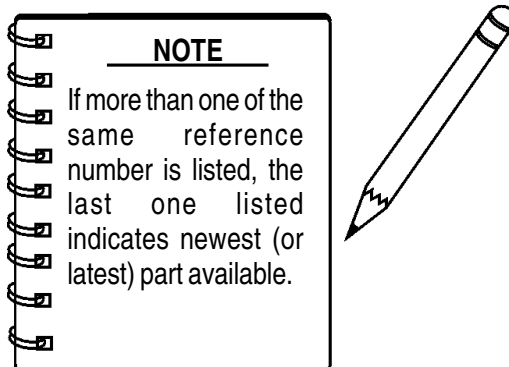 NOTE
If more than one of the
same reference
number is listed, the
last one listed
indicates newest (or
latest) part available.